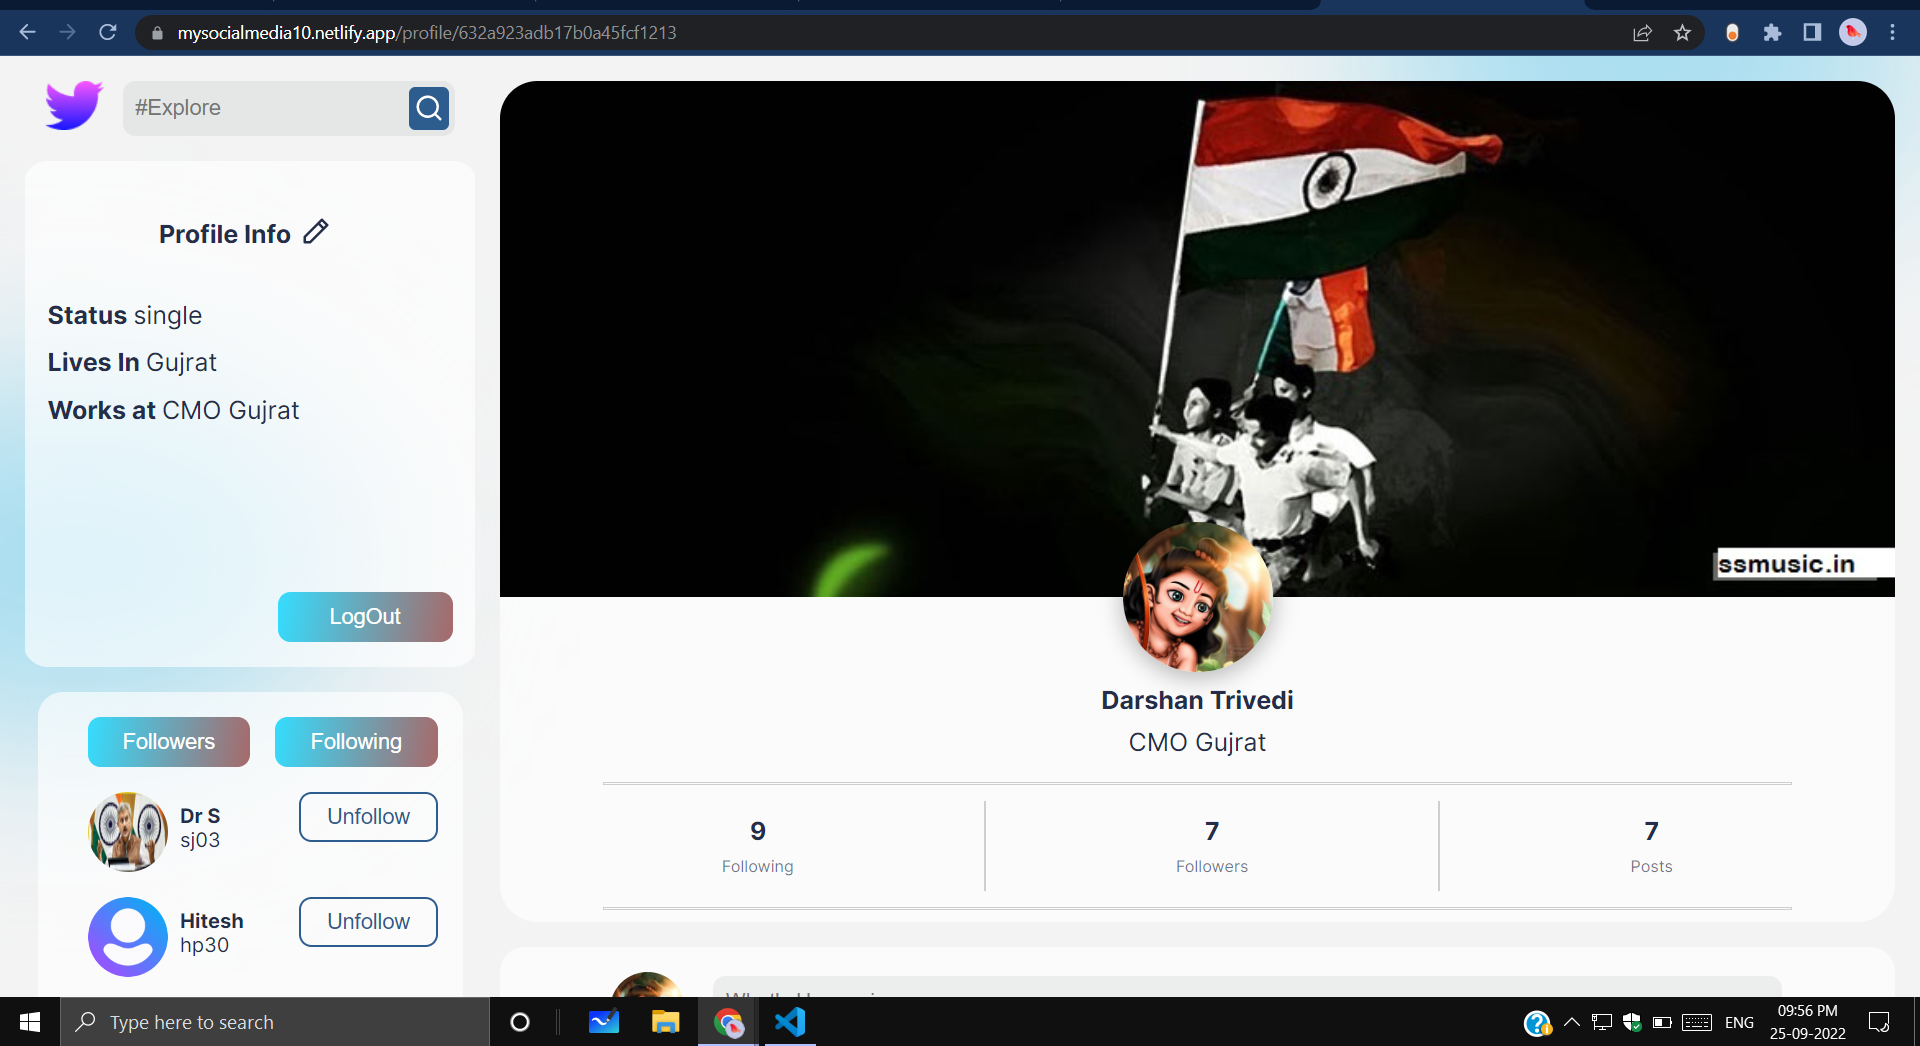 mysocialmedia10.netlify.app/profile/632a923adb17b0a45fcf1213
#Explore
Profile Info
Status single
Lives In Gujrat
Works at CMO Gujrat
LogOut
Followers Following
Dr S
sj03
Unfollow
Hitesh
hp30
Unfollow
ssmusic.in
Darshan Trivedi
CMO Gujrat
9
Following
7
Followers
7
Posts
Type here to search
ENG
09:56 PM
25-09-2022